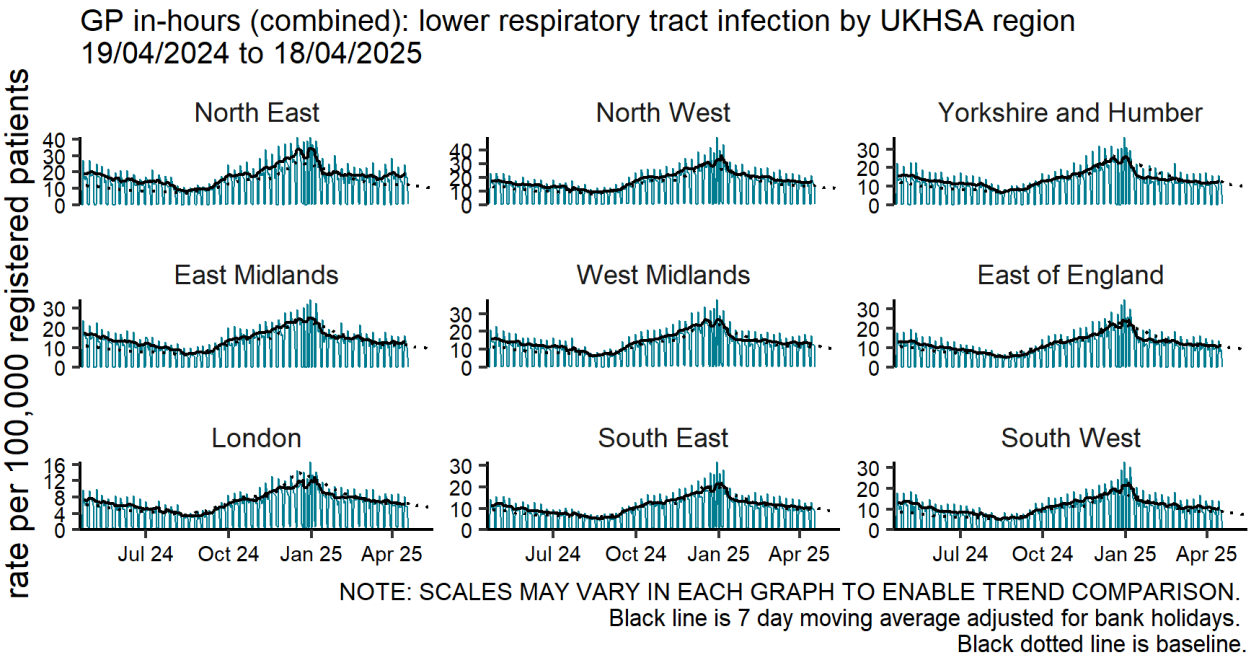 GP in-hours (combined): lower respiratory tract infection by UKHSA region
19/04/2024 to 18/04/2025
rate per 100,000 registered patients
North East
North West
Yorkshire and Humber
40
30
20
10
0
40
30
20
10
0
30
20
10
0
East Midlands
West Midlands
East of England
30
20
10
0
30
20
10
0
30
20
10
0
London
South East
South West
16
12
8
4
0
30
20
10
0
30
20
10
0
Jul 24 Oct 24 Jan 25 Apr 25
Jul 24 Oct 24 Jan 25 Apr 25
Jul 24 Oct 24 Jan 25 Apr 25
NOTE: SCALES MAY VARY IN EACH GRAPH TO ENABLE TREND COMPARISON.
Black line is 7 day moving average adjusted for bank holidays.
Black dotted line is baseline.